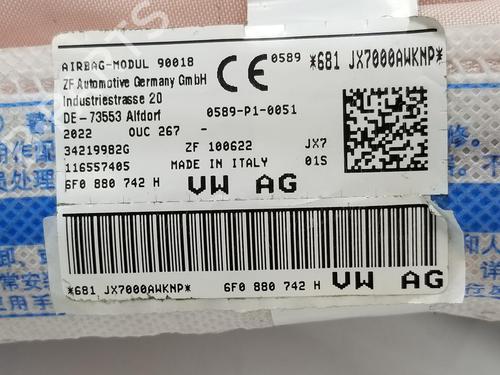 AIRBAG-MODUL 90018
ZF Automotive Germany GmbH
Industriestrasse 20
DE-73553 Alfdorf
CE 0589 *681 JX7000AWKNP*
0589-P1-0051
2022 OUC 267 -
34219982G ZF 100622 JX7
116557405 MADE IN ITALY 01S
6F0 880 742 H VW AG
*681 JX7000AWKNP* 6F0 880 742 H VW AG